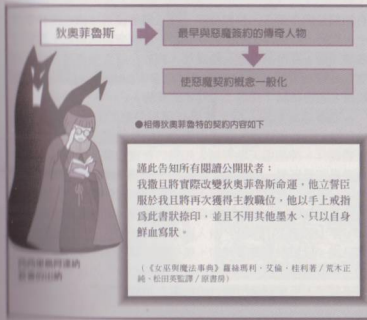 狄奧菲魯斯
最早與惡魔簽約的傳奇人物
使惡魔契約概念一般化
●相傳狄奧菲魯特的契約內容如下
謹此告知所有閱讀公開狀者：
我撒旦將實際改變狄奧菲魯斯命運，他立誓臣
服於我且將再次獲得主教職位，他以手上戒指
為此書狀捺印，並且不用其他墨水、只以自身
鮮血寫狀。
（《女巫與魔法事典》羅絲瑪利・艾倫・桂利著／荒木正
純、松田英監譯／原書房）